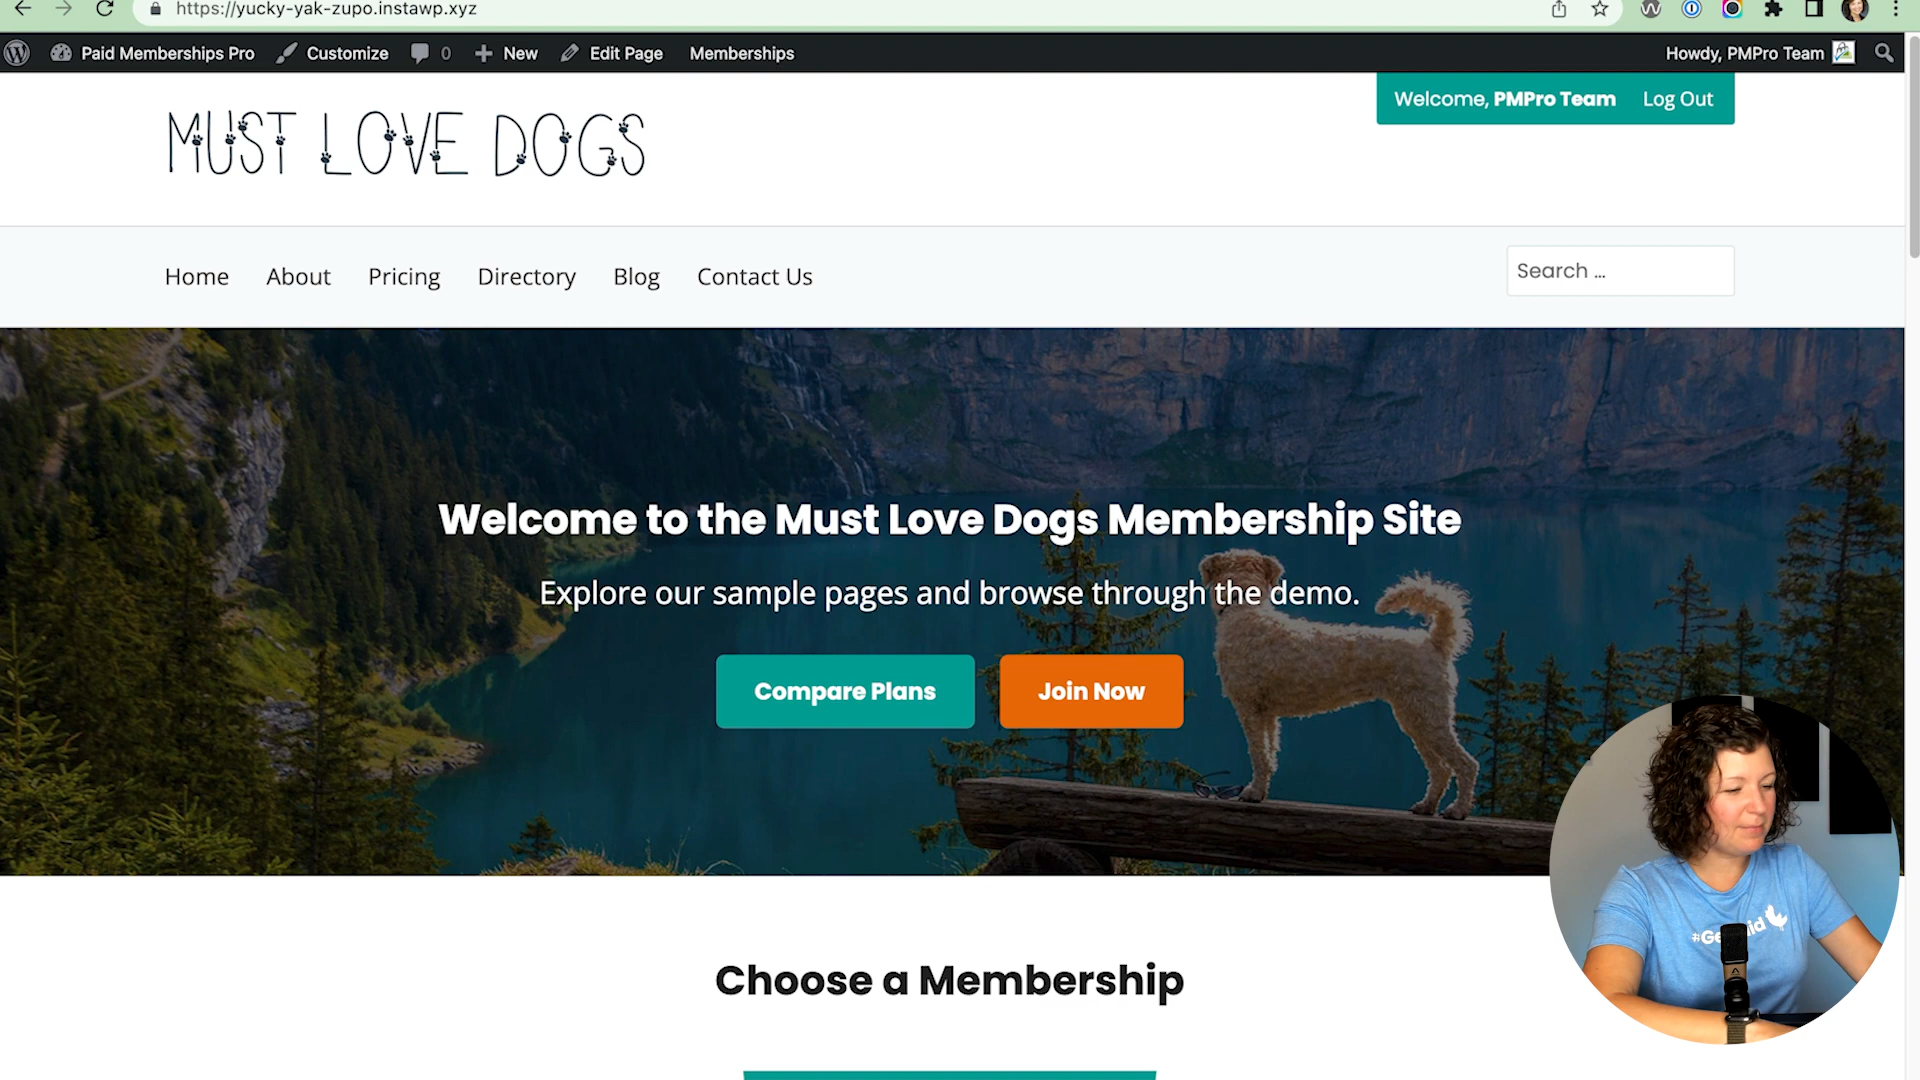 https://yucky-yak-zupo.instawp.xyz
Paid Memberships Pro Customize 0 New Edit Page Memberships Howdy, PMPro Team
Welcome, PMPro Team Log Out
MUST LOVE DOGS
Home About Pricing Directory Blog Contact Us Search ...
Welcome to the Must Love Dogs Membership Site
Explore our sample pages and browse through the demo.
Compare Plans Join Now
Choose a Membership